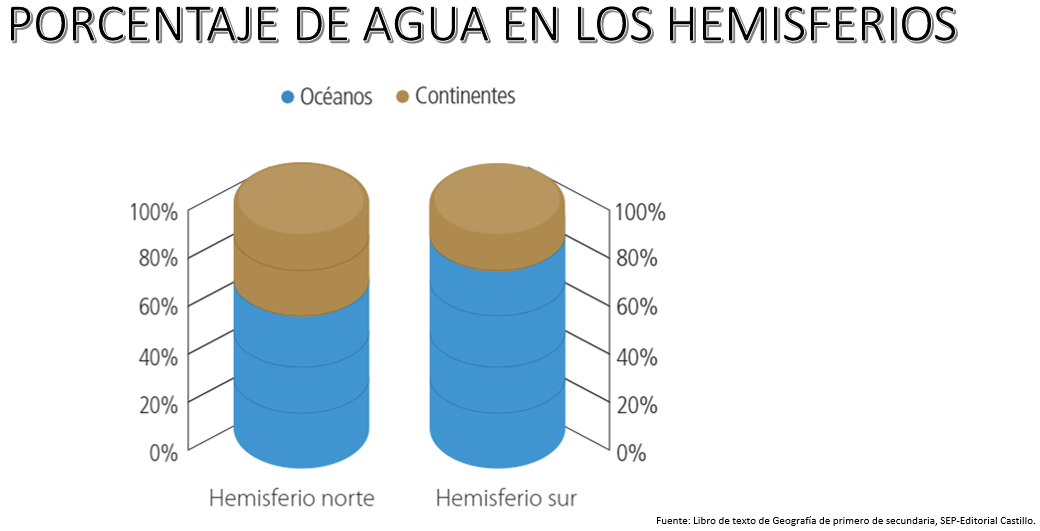 PORCENTAJE DE AGUA EN LOS HEMISFERIOS
Océanos Continentes
100% 100%
80% 80%
60% 60%
40% 40%
20% 20%
0% 0%
Hemisferio norte Hemisferio sur
Fuente: Libro de texto de Geografía de primero de secundaria, SEP-Editorial Castillo.